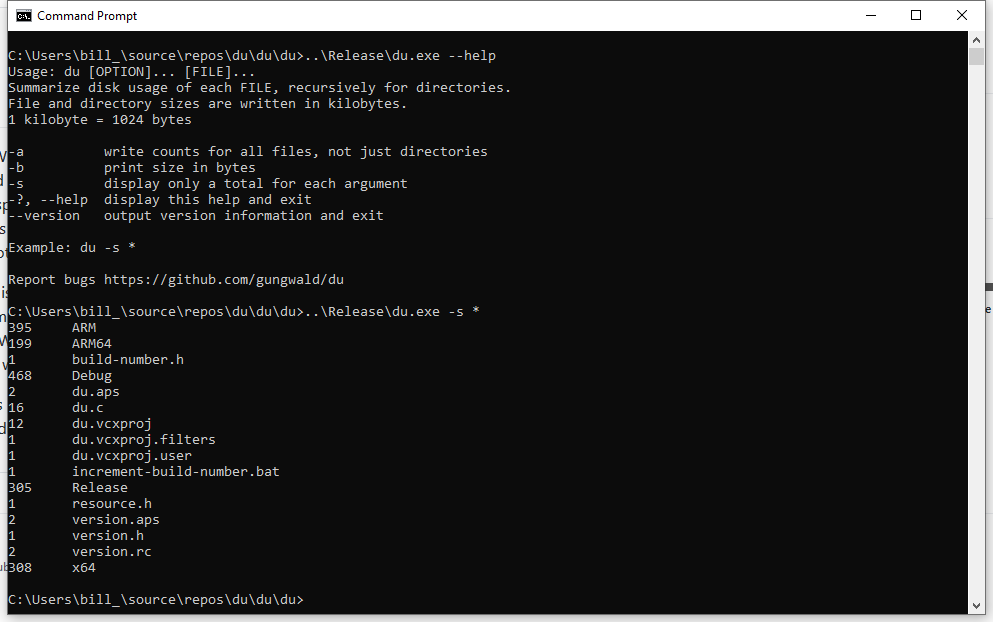 Command Prompt
C:\Users\bill_\source\repos\du\du\du>..\Release\du.exe --help
Usage: du [OPTION]... [FILE]...
Summarize disk usage of each FILE, recursively for directories.
File and directory sizes are written in kilobytes.
1 kilobyte = 1024 bytes
-a          write counts for all files, not just directories
-b          print size in bytes
-s          display only a total for each argument
-?, --help  display this help and exit
--version   output version information and exit
Example: du -s *
Report bugs https://github.com/gungwald/du
C:\Users\bill_\source\repos\du\du\du>..\Release\du.exe -s *
395     ARM
199     ARM64
1       build-number.h
468     Debug
2       du.aps
16      du.c
12      du.vcxproj
1       du.vcxproj.filters
1       du.vcxproj.user
1       increment-build-number.bat
305     Release
1       resource.h
2       version.aps
1       version.h
2       version.rc
308     x64
C:\Users\bill_\source\repos\du\du\du>